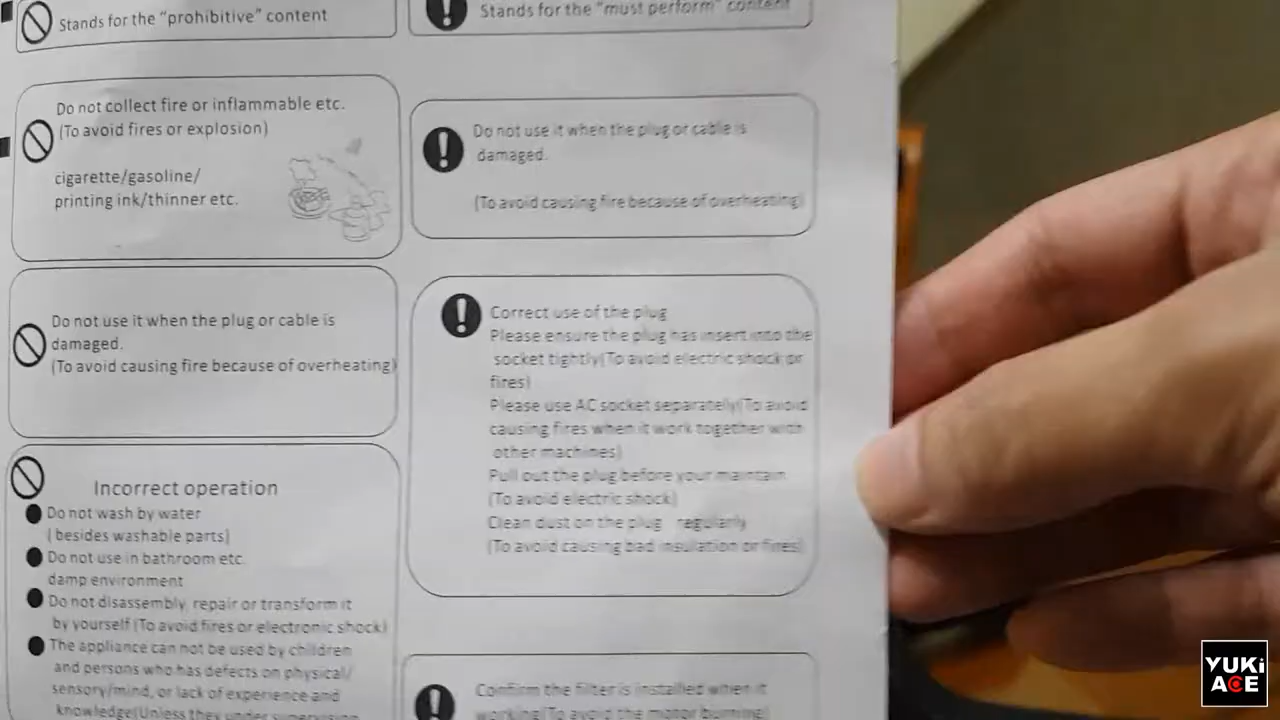 Stands for the "prohibitive" content
Do not collect fire or inflammable etc.
(To avoid fires or explosion)
cigarette/gasoline/
printing ink/thinner etc.
Do not use it when the plug or cable is
damaged.
(To avoid causing fire because of overheating)
Incorrect operation
Do not wash by water
(besides washable parts)
Do not use in bathroom etc.
damp environment
Do not disassembly, repair or transform it
by yourself (To avoid fires or electronic shock)
The appliance can not be used by children
and persons who has defects on physical/
sensory/mind, or lack of experience and
knowledge(Unless they under supervision
Stands for the "must perform" content
Do not use it when the plug or cable is
damaged.
(To avoid causing fire because of overheating)
Correct use of the plug
Please ensure the plug has insert into the
socket tightly(To avoid electric shock or
fires)
Please use AC socket separately(To avoid
causing fires when it work together with
other machines)
Pull out the plug before your maintain
(To avoid electric shock)
Clean dust on the plug regularly
(To avoid causing bad insulation or fires)
Confirm the filter is installed when it
working(To avoid the motor burning)
YUKi
ACE